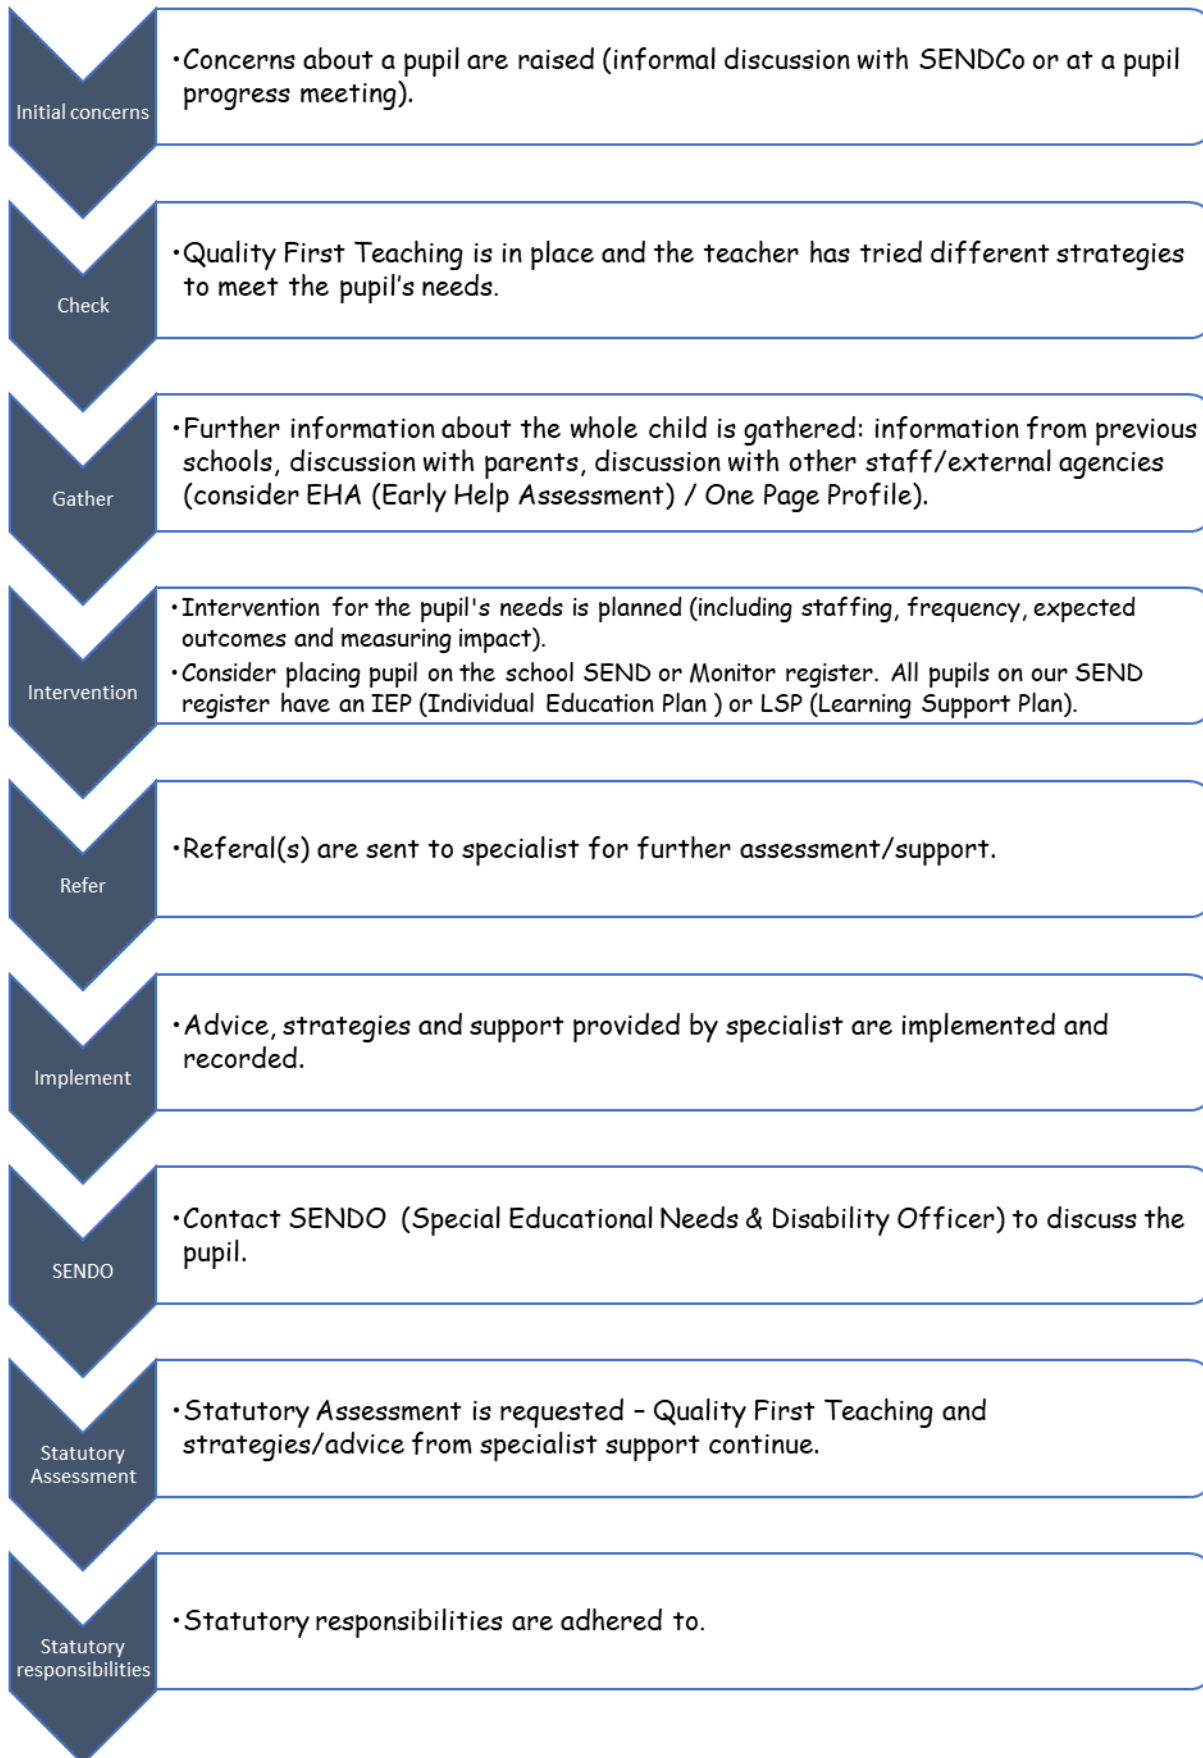 Initial concerns
•Concerns about a pupil are raised (informal discussion with SENDCo or at a pupil
progress meeting).
Check
•Quality First Teaching is in place and the teacher has tried different strategies
to meet the pupil's needs.
Gather
•Further information about the whole child is gathered: information from previous
schools, discussion with parents, discussion with other staff/external agencies
(consider EHA (Early Help Assessment) / One Page Profile).
Intervention
•Intervention for the pupil's needs is planned (including staffing, frequency, expected
outcomes and measuring impact).
•Consider placing pupil on the school SEND or Monitor register. All pupils on our SEND
register have an IEP (Individual Education Plan ) or LSP (Learning Support Plan).
Refer
•Referal(s) are sent to specialist for further assessment/support.
Implement
•Advice, strategies and support provided by specialist are implemented and
recorded.
SENDO
•Contact SENDO (Special Educational Needs & Disability Officer) to discuss the
pupil.
Statutory
Assessment
•Statutory Assessment is requested – Quality First Teaching and
strategies/advice from specialist support continue.
Statutory
responsibilities
•Statutory responsibilities are adhered to.